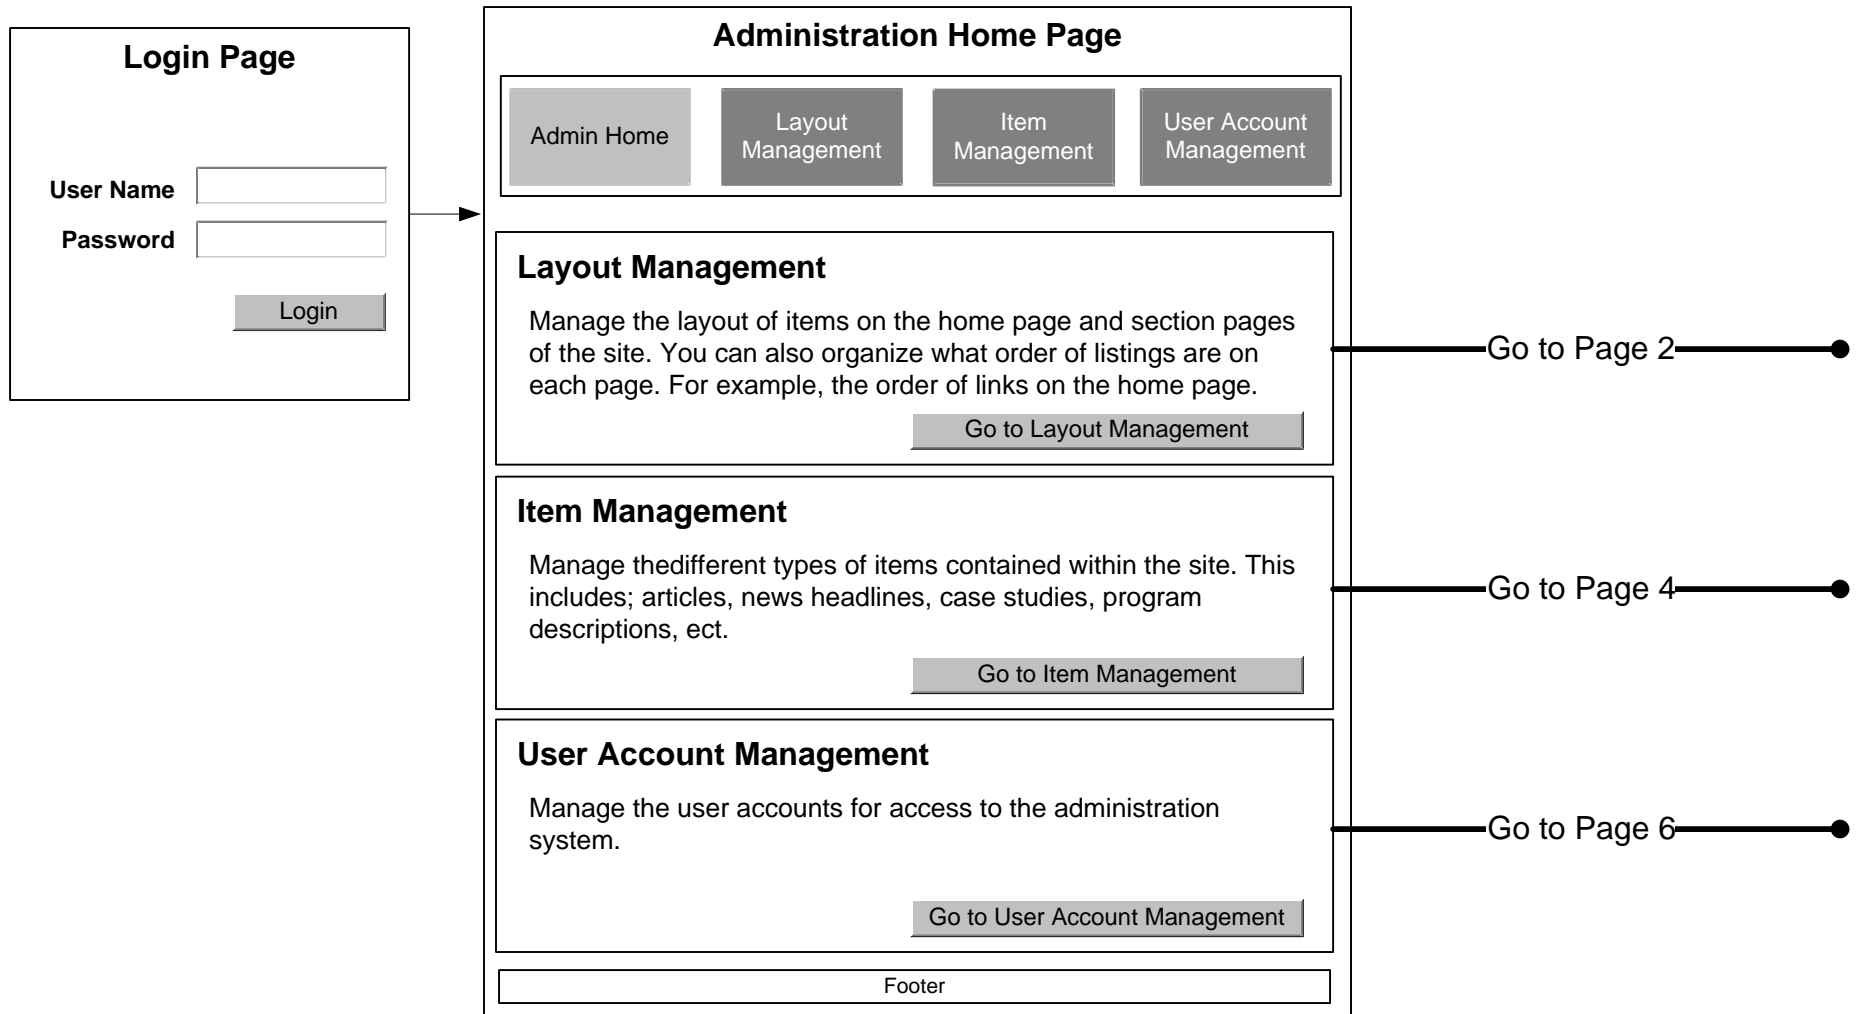 Login Page
User Name
Password
Login
Administration Home Page
Admin Home
Layout
Management
Item
Management
User Account
Management
Layout Management
Manage the layout of items on the home page and section pages
of the site. You can also organize what order of listings are on
each page. For example, the order of links on the home page.
Go to Layout Management
Go to Page 2
Item Management
Manage thedifferent types of items contained within the site. This
includes; articles, news headlines, case studies, program
descriptions, ect.
Go to Item Management
Go to Page 4
User Account Management
Manage the user accounts for access to the administration
system.
Go to User Account Management
Go to Page 6
Footer